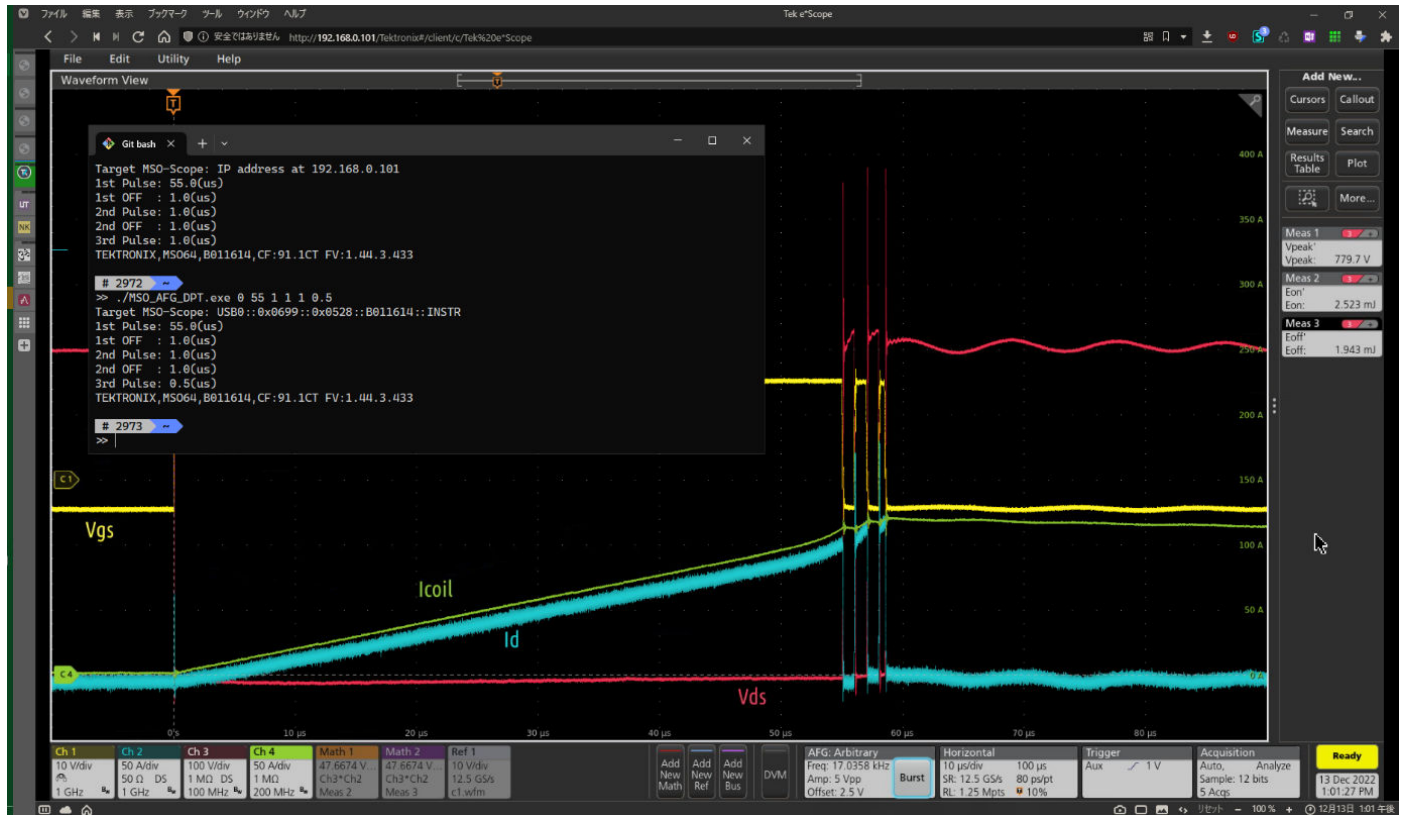 ファイル 編集 表示 ブックマーク ツール ウィンドウ ヘルプ
Tek e*Scope
安全ではありません http://192.168.0.101/Tektronix#/client/c/Tek%20e*Scope
File Edit Utility Help
Waveform View
T
T
Add New...
Cursors Callout
Measure Search
Results Table Plot
More...
Git bash
Target MSO-Scope: IP address at 192.168.0.101
1st Pulse: 55.0(us)
1st OFF : 1.0(us)
2nd Pulse: 1.0(us)
2nd OFF : 1.0(us)
3rd Pulse: 1.0(us)
TEKTRONIX,MSO64,B011614,CF:91.1CT FV:1.44.3.433
# 2972 ~
>> ./MSO_AFG_DPT.exe 0 55 1 1 1 0.5
Target MSO-Scope: USB0::0x0699::0x0528::B011614::INSTR
1st Pulse: 55.0(us)
1st OFF : 1.0(us)
2nd Pulse: 1.0(us)
2nd OFF : 1.0(us)
3rd Pulse: 0.5(us)
TEKTRONIX,MSO64,B011614,CF:91.1CT FV:1.44.3.433
# 2973 ~
>>
400 A
350 A
300 A
250 A
200 A
150 A
100 A
50 A
0 A
Meas 1
Vpeak'
Vpeak: 779.7 V
Meas 2
Eon'
Eon: 2.523 mJ
Meas 3
Eoff'
Eoff: 1.943 mJ
C1
Vgs
Icoil
Id
C4
Vds
0 s 10 µs 20 µs 30 µs 40 µs 50 µs 60 µs 70 µs 80 µs
Ch 1
10 V/div
1 GHz
Ch 2
50 A/div
50 Ω DS
1 GHz
Ch 3
100 V/div
1 MΩ DS
100 MHz
Ch 4
50 A/div
1 MΩ
200 MHz
Math 1
47.6674 V...
Ch3*Ch2
Meas 2
Math 2
47.6674 V...
Ch3*Ch2
Meas 3
Ref 1
10 V/div
12.5 GS/s
c1.wfm
Add New Math
Add New Ref
Add New Bus
DVM
AFG: Arbitrary
Freq: 17.0358 kHz
Amp: 5 Vpp
Offset: 2.5 V
Burst
Horizontal
10 µs/div 100 µs
SR: 12.5 GS/s 80 ps/pt
RL: 1.25 Mpts 10%
Trigger
Aux 1 V
Acquisition
Auto, Analyze
Sample: 12 bits
5 Acqs
Ready
13 Dec 2022
1:01:27 PM
リセット 100 %
12月13日 1:01 午後